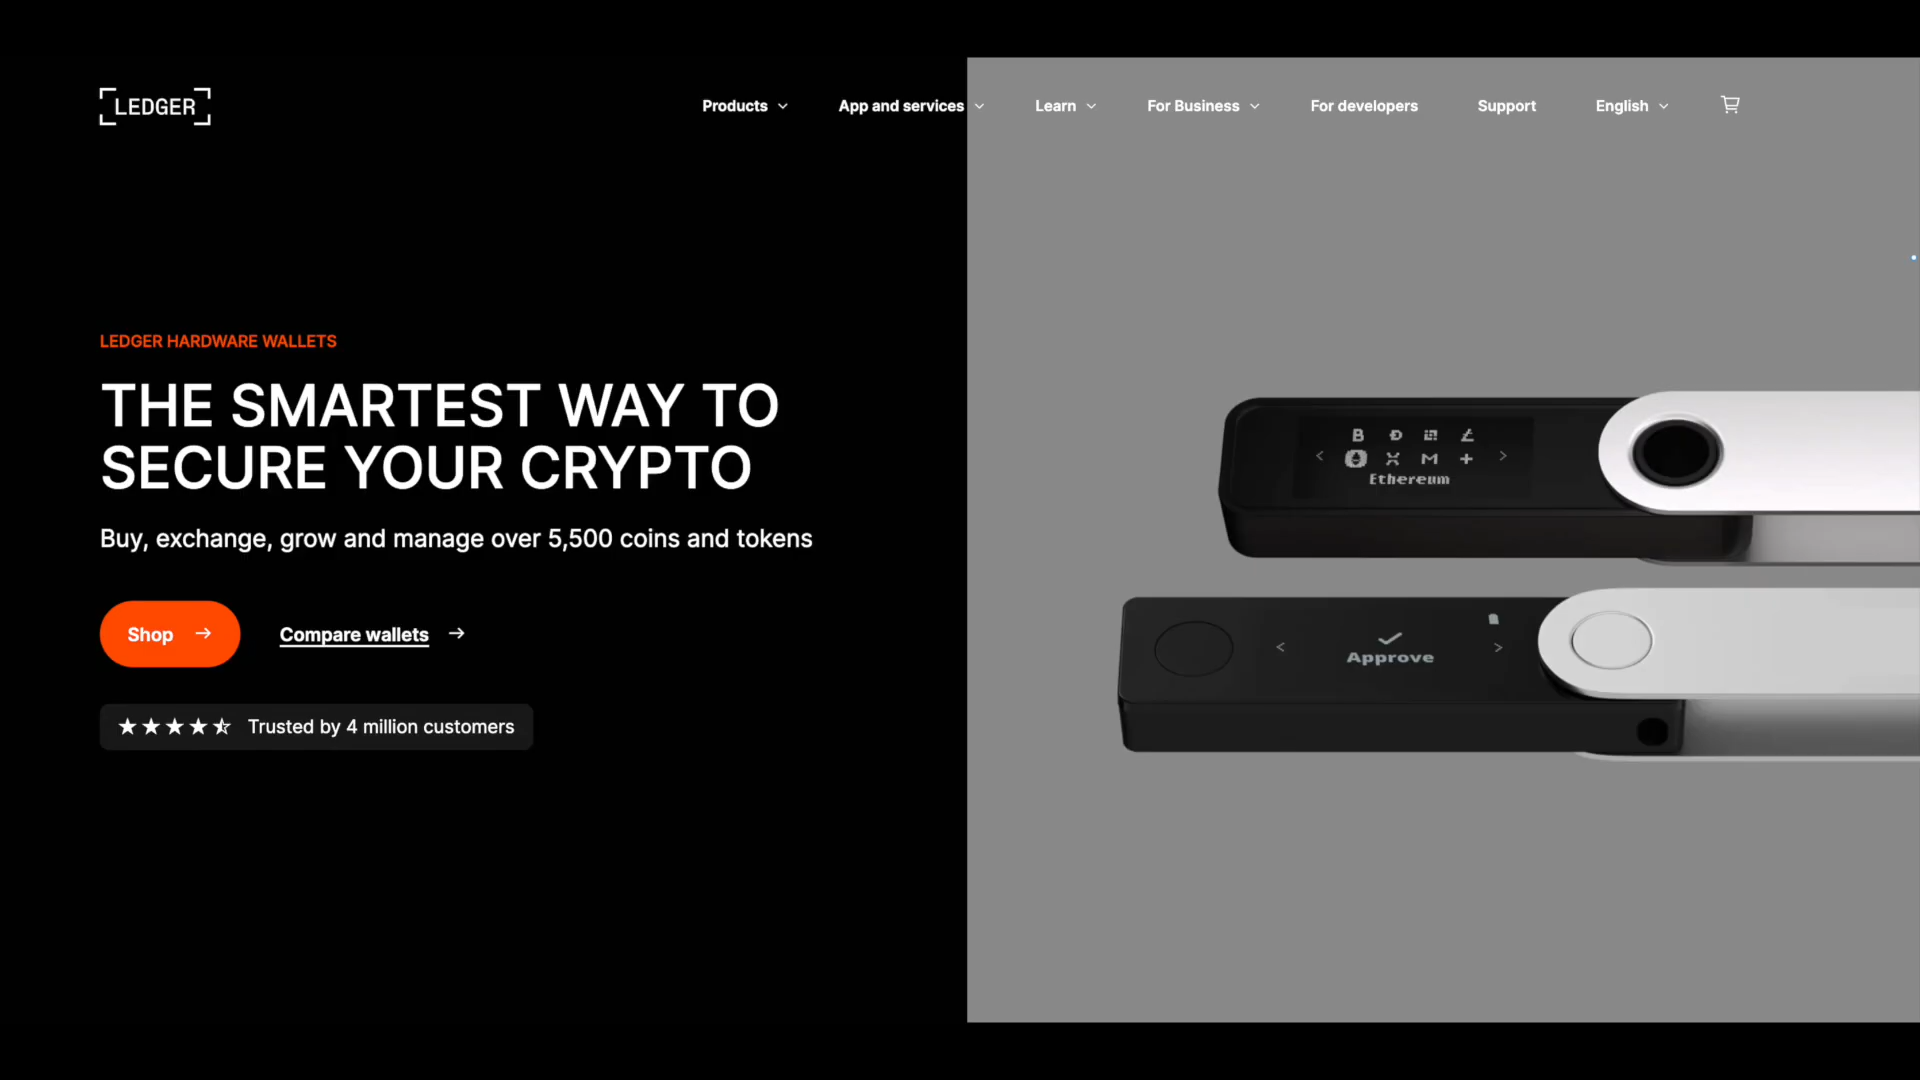 LEDGER
Products
App and services
Learn
For Business
For developers
Support
English
LEDGER HARDWARE WALLETS
THE SMARTEST WAY TO
SECURE YOUR CRYPTO
Buy, exchange, grow and manage over 5,500 coins and tokens
Shop →
Compare wallets →
Trusted by 4 million customers
Ethereum
Approve